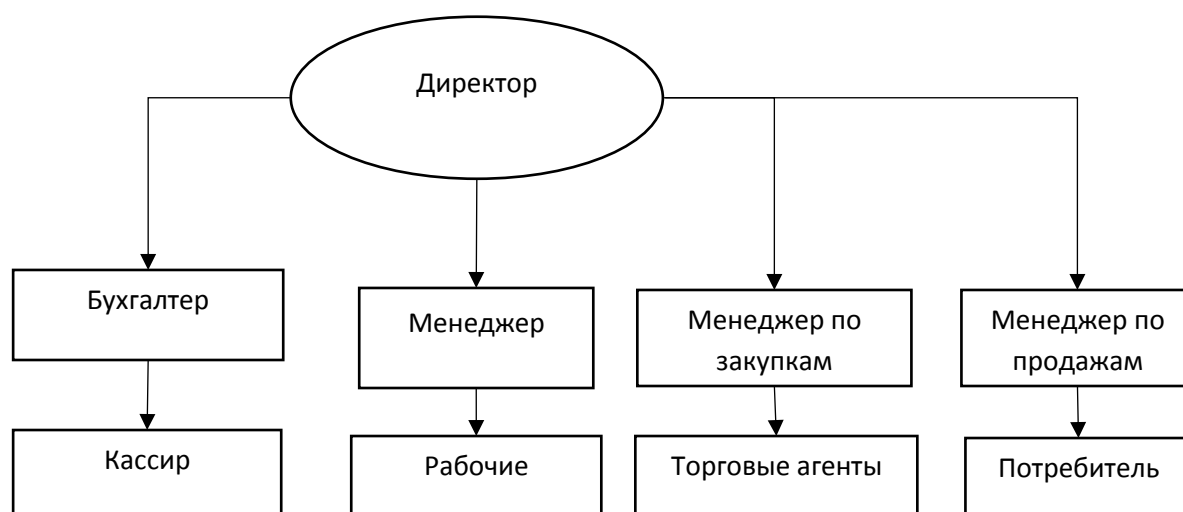 Директор
Бухгалтер
Менеджер
Менеджер по
закупкам
Менеджер по
продажам
Кассир
Рабочие
Торговые агенты
Потребитель